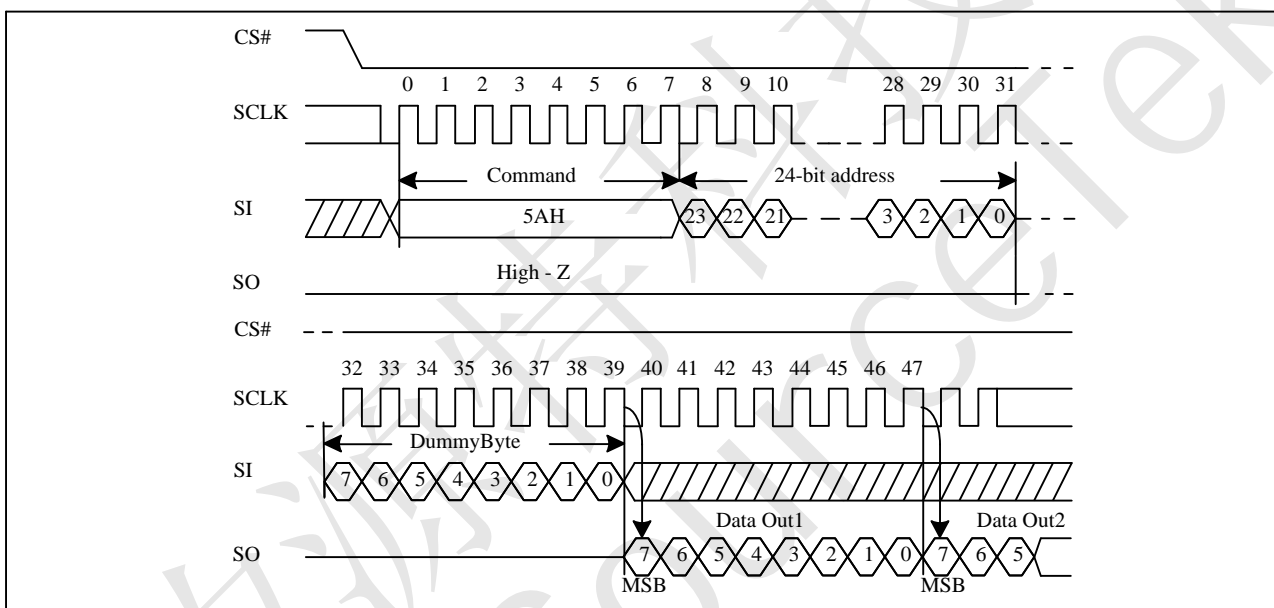 CS#
0 1 2 3 4 5 6 7 8 9 10 28 29 30 31
SCLK
Command 24-bit address
SI 5AH 23 22 21 3 2 1 0
High - Z
SO
CS#
32 33 34 35 36 37 38 39 40 41 42 43 44 45 46 47
SCLK
DummyByte
SI 7 6 5 4 3 2 1 0
Data Out1 Data Out2
SO 7 6 5 4 3 2 1 0 7 6 5
MSB MSB